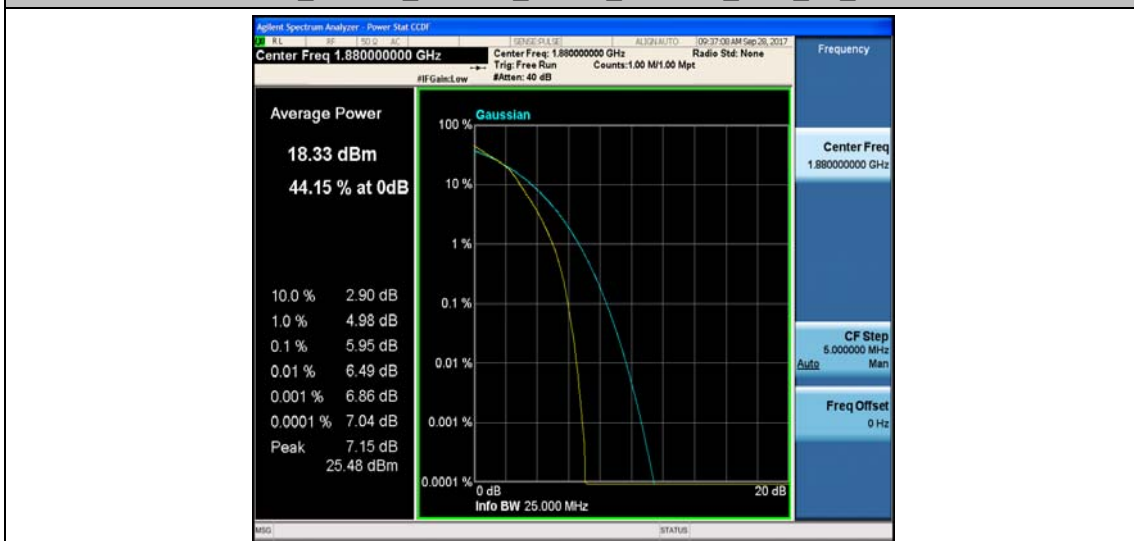 Agilent Spectrum Analyzer - Power Stat CCDF
RL RF 50 Ω AC SENSE:PULSE ALIGN AUTO 09:37:08 AM Sep 28, 2017
Center Freq 1.880000000 GHz
Center Freq: 1.880000000 GHz Radio Std: None
Trig: Free Run Counts:1.00 M/1.00 Mpt
#IFGain:Low #Atten: 40 dB
Frequency
Average Power
18.33 dBm
44.15 % at 0dB
10.0 % 2.90 dB
1.0 % 4.98 dB
0.1 % 5.95 dB
0.01 % 6.49 dB
0.001 % 6.86 dB
0.0001 % 7.04 dB
Peak 7.15 dB
25.48 dBm
Gaussian
100 %
10 %
1 %
0.1 %
0.01 %
0.001 %
0.0001 %
0 dB 20 dB
Info BW 25.000 MHz
Center Freq
1.880000000 GHz
CF Step
5.000000 MHz
Auto Man
Freq Offset
0 Hz
MSG STATUS